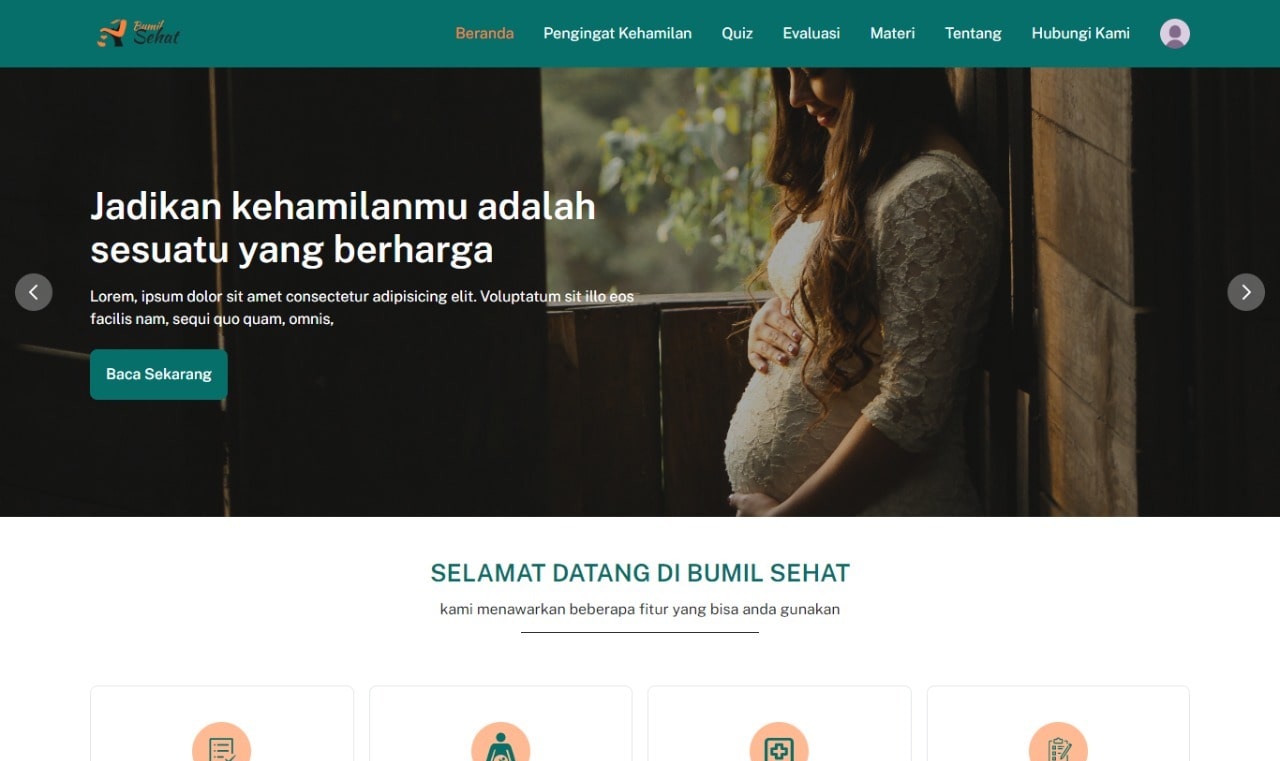 Bumil
Sehat
Beranda
Pengingat Kehamilan
Quiz
Evaluasi
Materi
Tentang
Hubungi Kami
Jadikan kehamilanmu adalah
sesuatu yang berharga
Lorem, ipsum dolor sit amet consectetur adipisicing elit. Voluptatum sit illo eos
facilis nam, sequi quo quam, omnis,
Baca Sekarang
SELAMAT DATANG DI BUMIL SEHAT
kami menawarkan beberapa fitur yang bisa anda gunakan